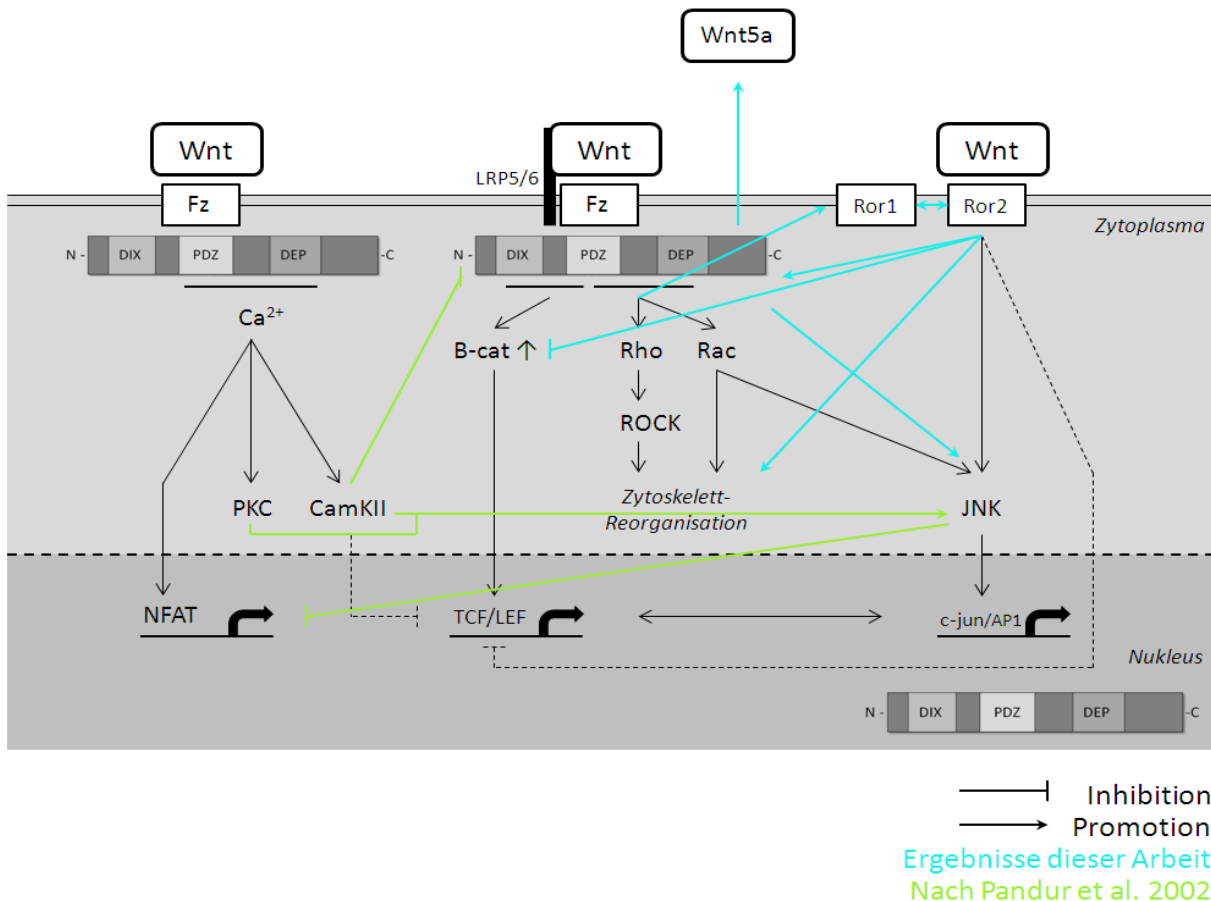 Wnt5a
Wnt
Wnt
Wnt
LRP5/6
Fz
Fz
Ror1
Ror2
Zytoplasma
N - DIX PDZ DEP -C
N - DIX PDZ DEP -C
Ca2+
B-cat ↑
Rho
Rac
ROCK
PKC
CamKII
Zytoskelett-
Reorganisation
JNK
NFAT
TCF/LEF
c-jun/AP1
Nukleus
N - DIX PDZ DEP -C
Inhibition
Promotion
Ergebnisse dieser Arbeit
Nach Pandur et al. 2002